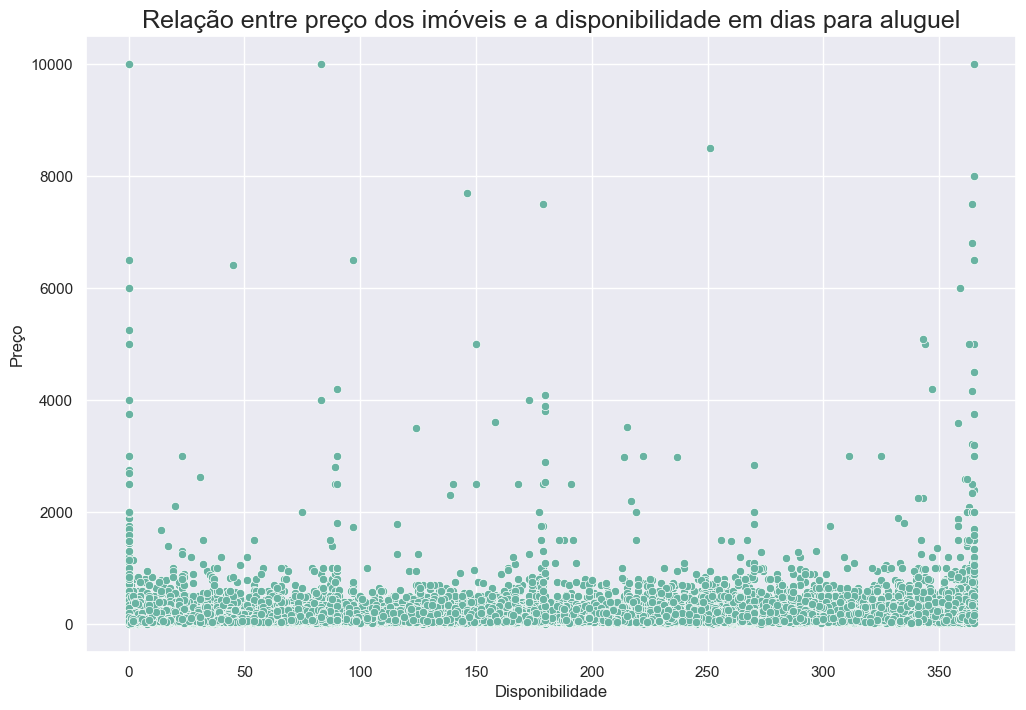 Relação entre preço dos imóveis e a disponibilidade em dias para aluguel
10000
8000
6000
4000
2000
0
Preço
0 50 100 150 200 250 300 350
Disponibilidade